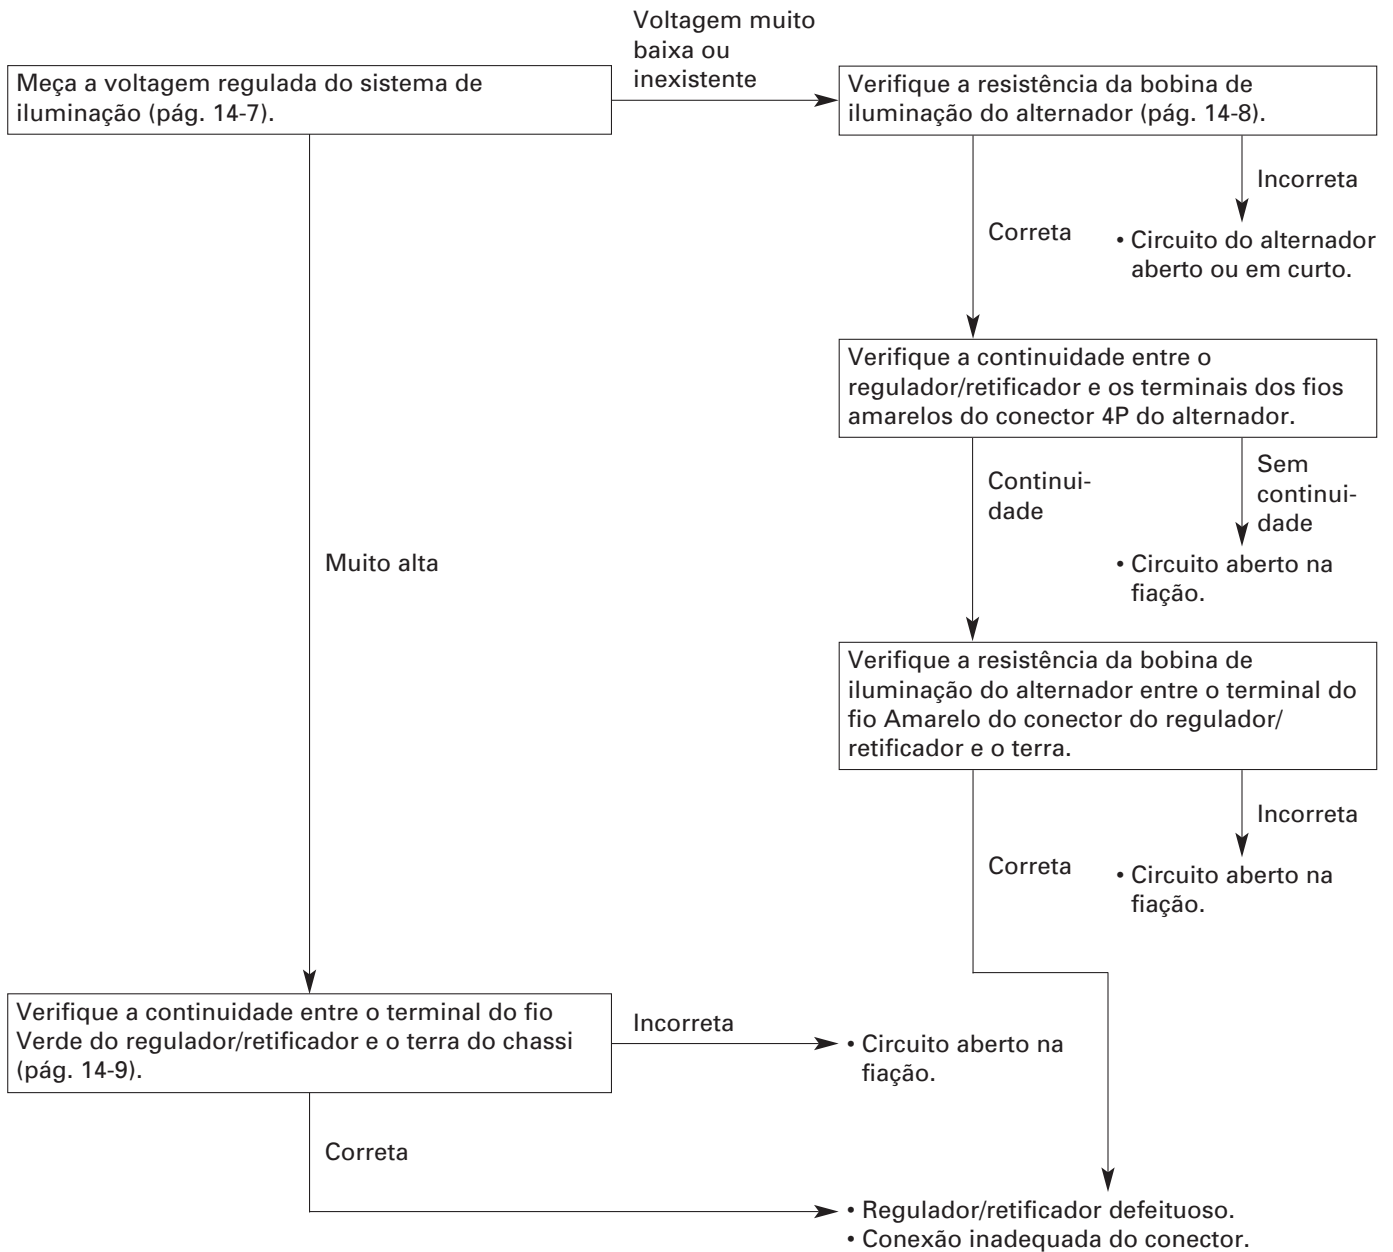 Voltagem muito
baixa ou
inexistente
Meça a voltagem regulada do sistema de
iluminação (pág. 14-7).
Verifique a resistência da bobina de
iluminação do alternador (pág. 14-8).
Incorreta
Correta
• Circuito do alternador
aberto ou em curto.
Verifique a continuidade entre o
regulador/retificador e os terminais dos fios
amarelos do conector 4P do alternador.
Continui-
dade
Sem
continui-
dade
Muito alta
• Circuito aberto na
fiação.
Verifique a resistência da bobina de
iluminação do alternador entre o terminal do
fio Amarelo do conector do regulador/
retificador e o terra.
Incorreta
Correta
• Circuito aberto na
fiação.
Verifique a continuidade entre o terminal do fio
Verde do regulador/retificador e o terra do chassi
(pág. 14-9).
Incorreta
• Circuito aberto na
fiação.
Correta
• Regulador/retificador defeituoso.
• Conexão inadequada do conector.